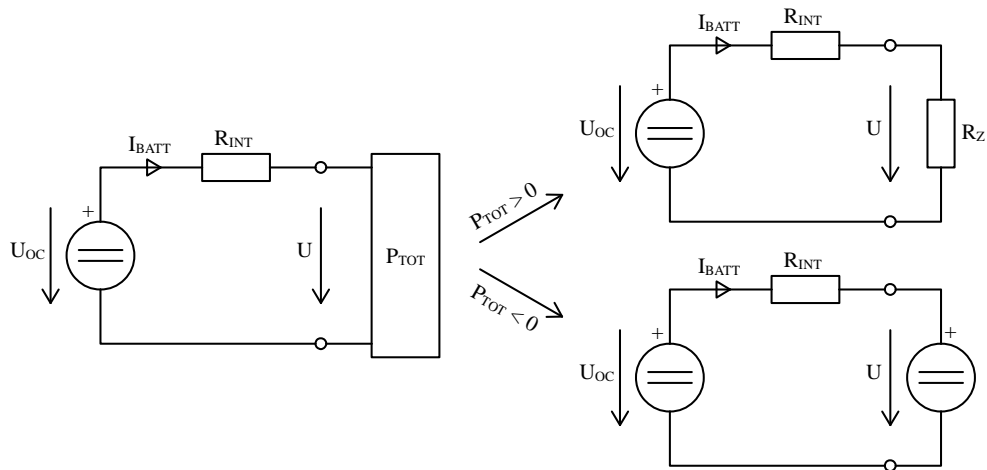 I_BATT
R_INT
+
U_OC
U
P_TOT
P_TOT > 0
P_TOT < 0
I_BATT
R_INT
+
U_OC
U
R_Z
I_BATT
R_INT
+
+
U_OC
U